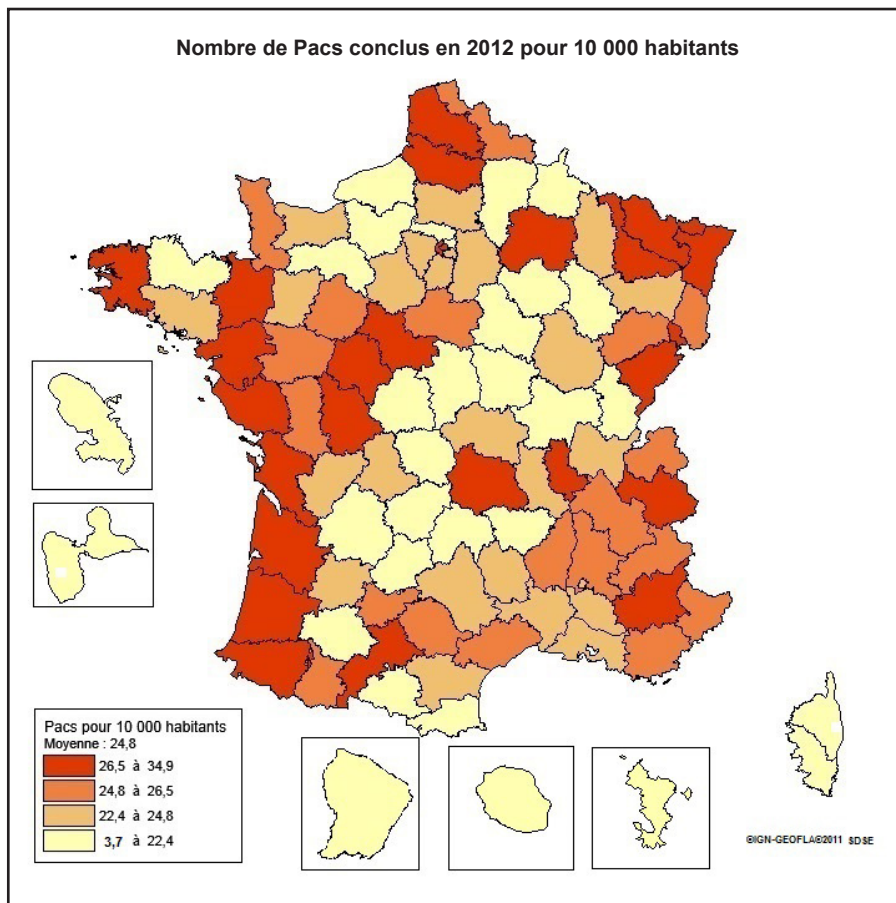 Nombre de Pacs conclus en 2012 pour 10 000 habitants
Pacs pour 10 000 habitants
Moyenne : 24,8
26,5 à 34,9
24,8 à 26,5
22,4 à 24,8
3,7 à 22,4
©IGN-GEOFLA©2011 SDSE